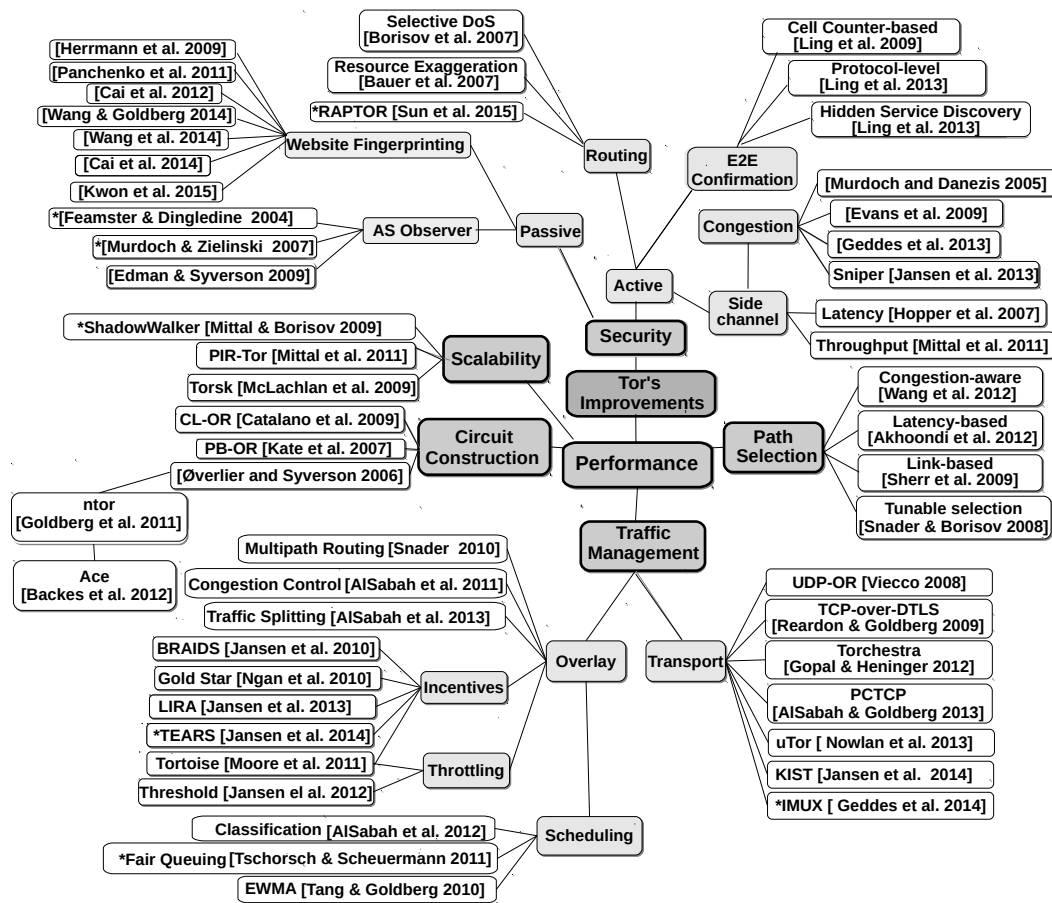 Selective DoS
[Borisov et al. 2007]
Resource Exaggeration
[Bauer et al. 2007]
*RAPTOR [Sun et al. 2015]
Routing
[Herrmann et al. 2009]
[Panchenko et al. 2011]
[Cai et al. 2012]
[Wang & Goldberg 2014]
[Wang et al. 2014]
[Cai et al. 2014]
[Kwon et al. 2015]
Website Fingerprinting
*[Feamster & Dingledine 2004]
*[Murdoch & Zielinski 2007]
[Edman & Syverson 2009]
AS Observer
Passive
Cell Counter-based
[Ling et al. 2009]
Protocol-level
[Ling et al. 2013]
Hidden Service Discovery
[Ling et al. 2013]
E2E
Confirmation
[Murdoch and Danezis 2005]
[Evans et al. 2009]
[Geddes et al. 2013]
Sniper [Jansen et al. 2013]
Congestion
Active
Side
channel
Latency [Hopper et al. 2007]
Throughput [Mittal et al. 2011]
Security
Tor's
Improvements
*ShadowWalker [Mittal & Borisov 2009]
PIR-Tor [Mittal et al. 2011]
Torsk [McLachlan et al. 2009]
Scalability
CL-OR [Catalano et al. 2009]
PB-OR [Kate et al. 2007]
[Øverlier and Syverson 2006]
Circuit
Construction
ntor
[Goldberg et al. 2011]
Ace
[Backes et al. 2012]
Performance
Path
Selection
Congestion-aware
[Wang et al. 2012]
Latency-based
[Akhoondi et al. 2012]
Link-based
[Sherr et al. 2009]
Tunable selection
[Snader & Borisov 2008]
Traffic
Management
Multipath Routing [Snader 2010]
Congestion Control [AlSabah et al. 2011]
Traffic Splitting [AlSabah et al. 2013]
BRAIDS [Jansen et al. 2010]
Gold Star [Ngan et al. 2010]
LIRA [Jansen et al. 2013]
*TEARS [Jansen et al. 2014]
Tortoise [Moore et al. 2011]
Threshold [Jansen el al. 2012]
Incentives
Throttling
Overlay
Transport
UDP-OR [Viecco 2008]
TCP-over-DTLS
[Reardon & Goldberg 2009]
Torchestra
[Gopal & Heninger 2012]
PCTCP
[AlSabah & Goldberg 2013]
uTor [ Nowlan et al. 2013]
KIST [Jansen et al. 2014]
*IMUX [ Geddes et al. 2014]
Classification [AlSabah et al. 2012]
*Fair Queuing [Tschorsch & Scheuermann 2011]
EWMA [Tang & Goldberg 2010]
Scheduling